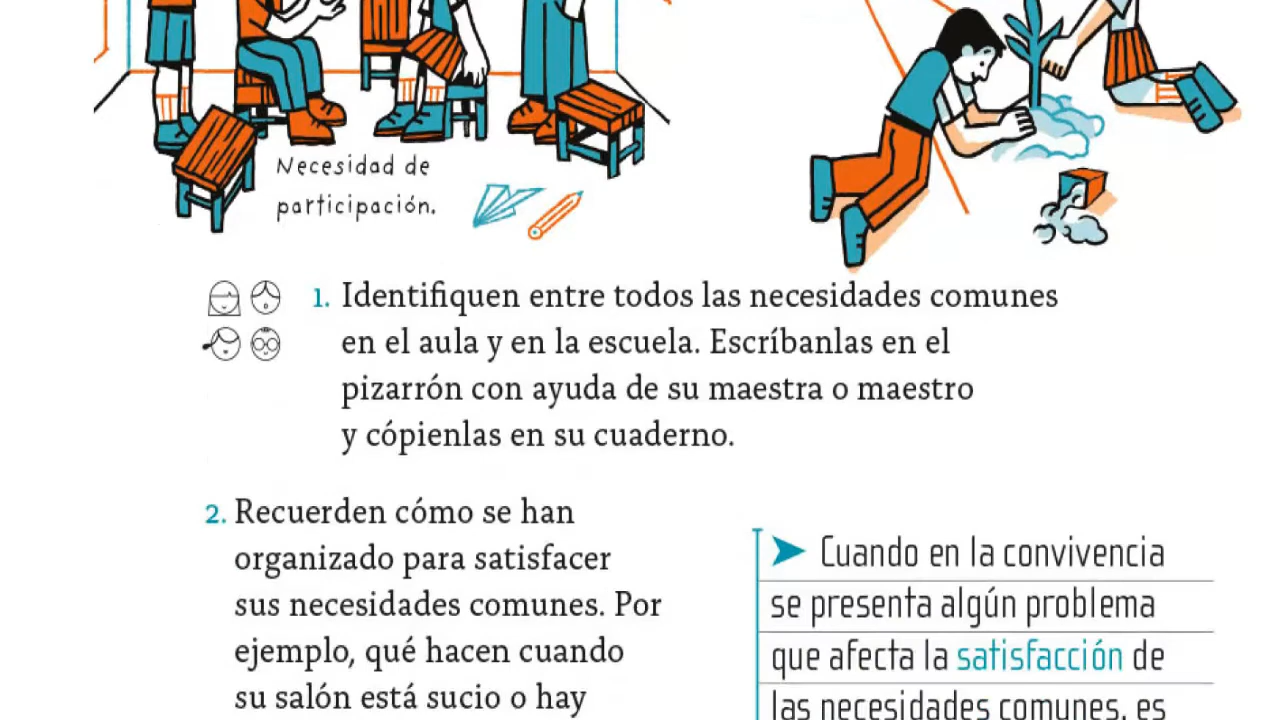 Necesidad de
participación.
1. Identifiquen entre todos las necesidades comunes
en el aula y en la escuela. Escríbanlas en el
pizarrón con ayuda de su maestra o maestro
y cópienlas en su cuaderno.
2. Recuerden cómo se han
organizado para satisfacer
sus necesidades comunes. Por
ejemplo, qué hacen cuando
su salón está sucio o hay
➤ Cuando en la convivencia
se presenta algún problema
que afecta la satisfacción de
las necesidades comunes, es